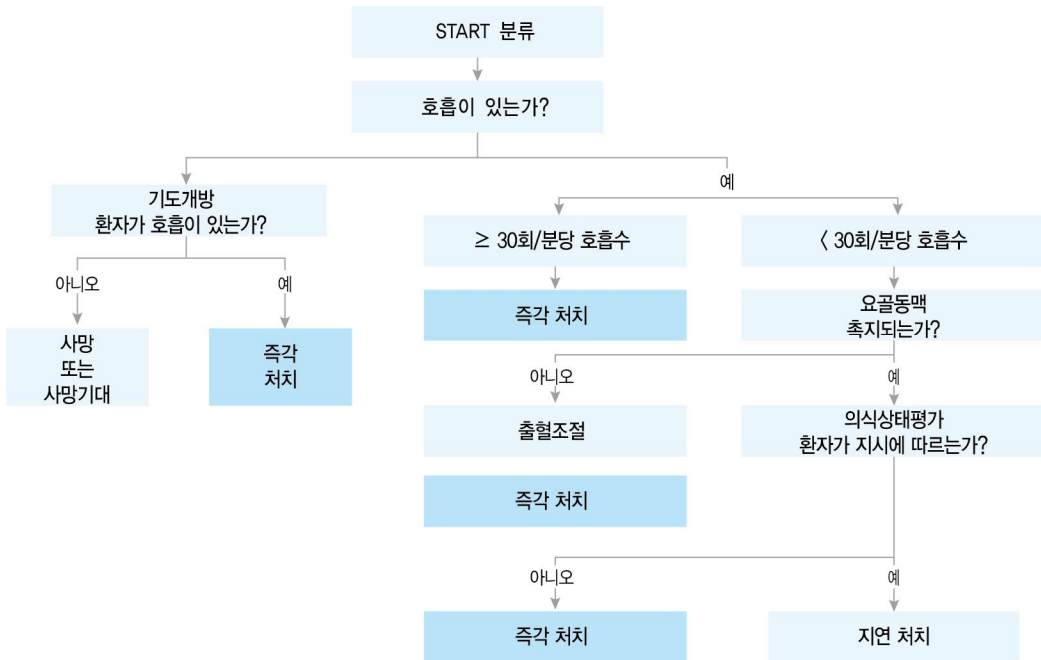 START 분류
호흡이 있는가?
예
기도개방
환자가 호흡이 있는가?
≥ 30회/분당 호흡수
< 30회/분당 호흡수
아니오
예
사망
또는
사망기대
즉각
처치
즉각 처치
요골동맥
촉지되는가?
아니오
예
출혈조절
의식상태평가
환자가 지시에 따르는가?
즉각 처치
아니오
예
즉각 처치
지연 처치